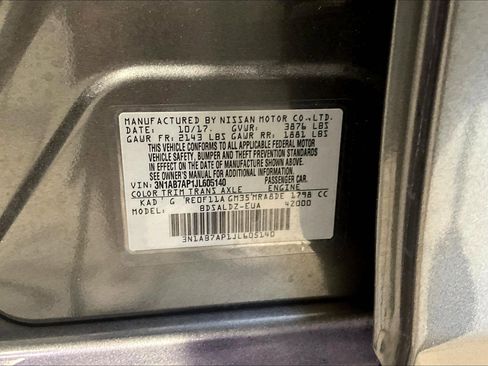 MANUFACTURED BY NISSAN MOTOR CO.,LTD.
DATE: 10/17. GVWR: 3876 LBS
GAWR FR: 2143 LBS GAWR RR: 1881 LBS
THIS VEHICLE CONFORMS TO ALL APPLICABLE FEDERAL MOTOR
VEHICLE SAFETY, BUMPER AND THEFT PREVENTION STANDARDS
IN EFFECT ON THE DATE OF MANUFACTURE SHOWN ABOVE.
SEE OWNER'S MANUAL FOR ADDITIONAL INFORMATION.
VIN: 3N1AB7AP1JL605140
COLOR TRIM TRANS AXLE ENGINE
KAD G RE0F11A GM35 MRA8DE 1798 CC
MODEL: BDSALDZ-EUA 42000
3N1AB7AP1JL605140